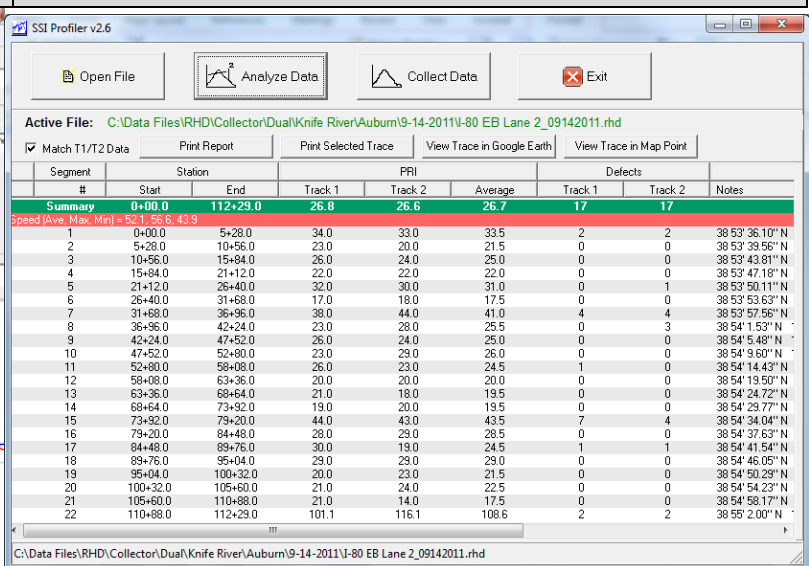 SSI Profiler v2.6
Open File Analyze Data Collect Data Exit
Active File: C:\Data Files\RHD\Collector\Dual\Knife River\Auburn\9-14-2011\I-80 EB Lane 2_09142011.rhd
Match T1/T2 Data Print Report Print Selected Trace View Trace in Google Earth View Trace in Map Point
Segment Station PRI Defects
# Start End Track 1 Track 2 Average Track 1 Track 2 Notes
Summary 0+00.0 112+29.0 26.8 26.6 26.7 17 17
Speed (Ave, Max, Min) = 52.1, 56.6, 43.9
1 0+00.0 5+28.0 34.0 33.0 33.5 2 2 38 53' 36.10" N
2 5+28.0 10+56.0 23.0 20.0 21.5 0 0 38 53' 39.56" N
3 10+56.0 15+84.0 26.0 24.0 25.0 0 0 38 53' 43.81" N
4 15+84.0 21+12.0 22.0 22.0 22.0 0 0 38 53' 47.18" N
5 21+12.0 26+40.0 32.0 30.0 31.0 0 1 38 53' 50.11" N
6 26+40.0 31+68.0 17.0 18.0 17.5 0 0 38 53' 53.63" N
7 31+68.0 36+96.0 38.0 44.0 41.0 4 4 38 53' 57.56" N
8 36+96.0 42+24.0 23.0 28.0 25.5 0 3 38 54' 1.53" N
9 42+24.0 47+52.0 26.0 24.0 25.0 0 0 38 54' 5.48" N
10 47+52.0 52+80.0 23.0 29.0 26.0 0 0 38 54' 9.60" N
11 52+80.0 58+08.0 26.0 23.0 24.5 1 0 38 54' 14.43" N
12 58+08.0 63+36.0 20.0 20.0 20.0 0 0 38 54' 19.50" N
13 63+36.0 68+64.0 21.0 18.0 19.5 0 0 38 54' 24.72" N
14 68+64.0 73+92.0 19.0 20.0 19.5 0 0 38 54' 29.77" N
15 73+92.0 79+20.0 44.0 43.0 43.5 7 4 38 54' 34.04" N
16 79+20.0 84+48.0 28.0 29.0 28.5 0 0 38 54' 37.63" N
17 84+48.0 89+76.0 30.0 19.0 24.5 1 1 38 54' 41.54" N
18 89+76.0 95+04.0 29.0 29.0 29.0 0 0 38 54' 46.05" N
19 95+04.0 100+32.0 20.0 23.0 21.5 0 0 38 54' 50.29" N
20 100+32.0 105+60.0 21.0 24.0 22.5 0 0 38 54' 54.23" N
21 105+60.0 110+88.0 21.0 14.0 17.5 0 0 38 54' 58.17" N
22 110+88.0 112+29.0 101.1 116.1 108.6 2 2 38 55' 2.00" N
C:\Data Files\RHD\Collector\Dual\Knife River\Auburn\9-14-2011\I-80 EB Lane 2_09142011.rhd